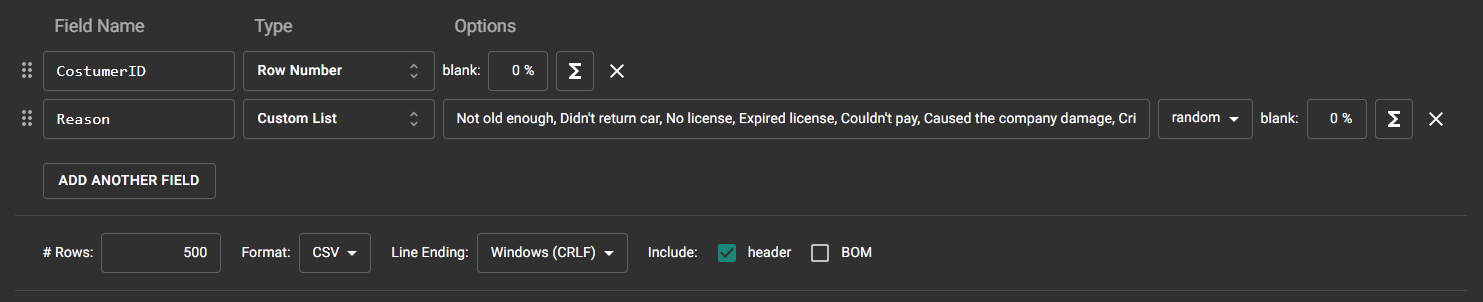 Field Name Type Options
CostumerID Row Number blank: 0 % Σ ×
Reason Custom List Not old enough, Didn't return car, No license, Expired license, Couldn't pay, Caused the company damage, Cri random blank: 0 % Σ ×
ADD ANOTHER FIELD
# Rows: 500 Format: CSV Line Ending: Windows (CRLF) Include: header BOM